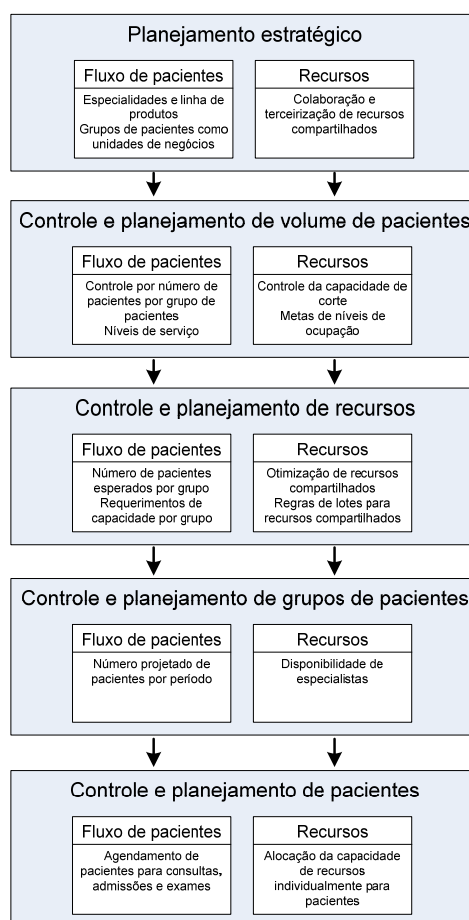 Planejamento estratégico
Fluxo de pacientes
Especialidades e linha de
produtos
Grupos de pacientes como
unidades de negócios
Recursos
Colaboração e
terceirização de recursos
compartilhados
Controle e planejamento de volume de pacientes
Fluxo de pacientes
Controle por número de
pacientes por grupo de
pacientes
Níveis de serviço
Recursos
Controle da capacidade de
corte
Metas de níveis de
ocupação
Controle e planejamento de recursos
Fluxo de pacientes
Número de pacientes
esperados por grupo
Requerimentos de
capacidade por grupo
Recursos
Otimização de recursos
compartilhados
Regras de lotes para
recursos compartilhados
Controle e planejamento de grupos de pacientes
Fluxo de pacientes
Número projetado de
pacientes por período
Recursos
Disponibilidade de
especialistas
Controle e planejamento de pacientes
Fluxo de pacientes
Agendamento de
pacientes para consultas,
admissões e exames
Recursos
Alocação da capacidade
de recursos
individualmente para
pacientes